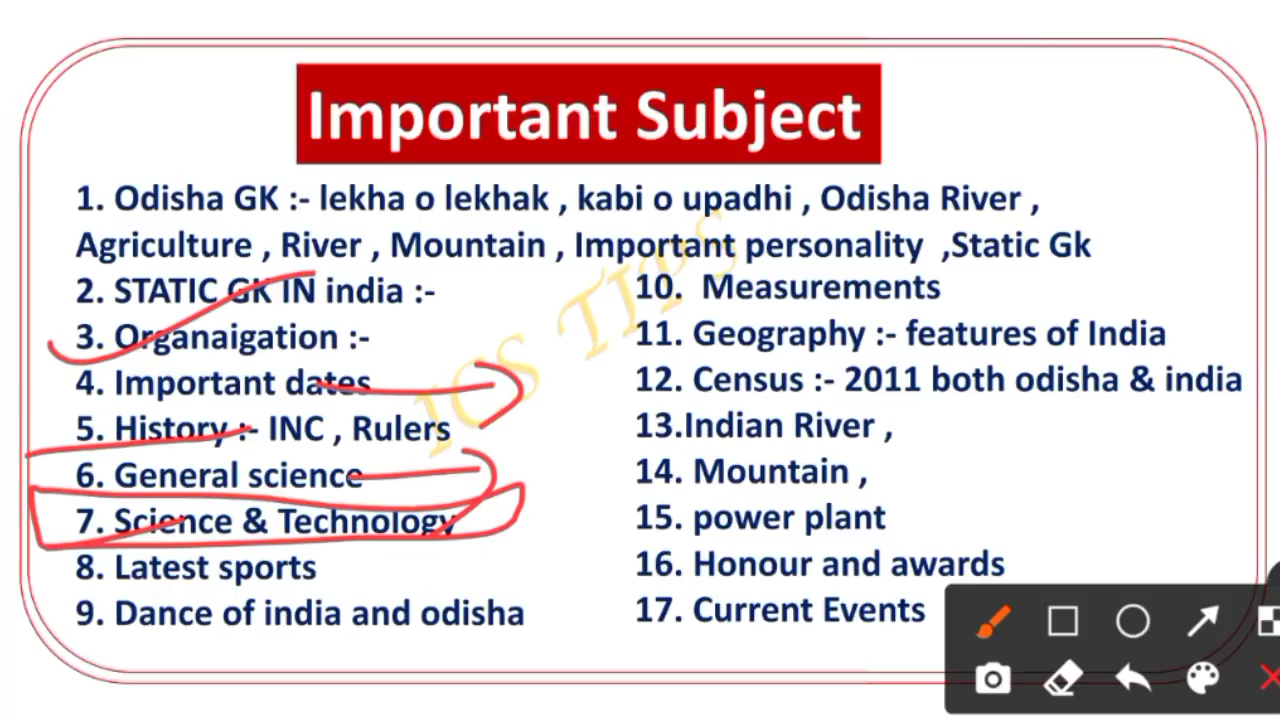 Important Subject
1. Odisha GK :- lekha o lekhak , kabi o upadhi , Odisha River ,
Agriculture , River , Mountain , Important personality ,Static Gk
2. STATIC GK IN india :-
3. Organaigation :-
4. Important dates
5. History :- INC , Rulers
6. General science
7. Science & Technology
8. Latest sports
9. Dance of india and odisha
10. Measurements
11. Geography :- features of India
12. Census :- 2011 both odisha & india
13.Indian River ,
14. Mountain ,
15. power plant
16. Honour and awards
17. Current Events
ICS TIPS